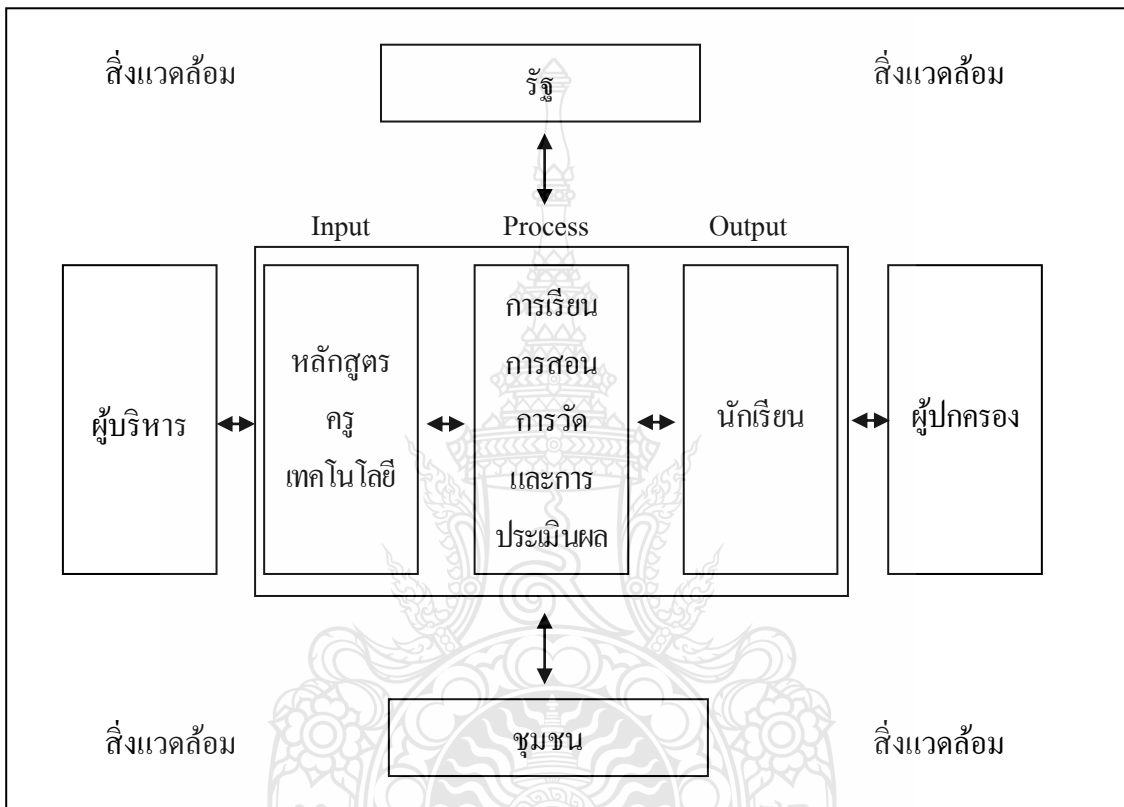 สิ่งแวดล้อม
รัฐ
สิ่งแวดล้อม
Input
Process
Output
ผู้บริหาร
หลักสูตร
ครู
เทคโนโลยี
การเรียน
การสอน
การวัด
และการ
ประเมินผล
นักเรียน
ผู้ปกครอง
สิ่งแวดล้อม
ชุมชน
สิ่งแวดล้อม